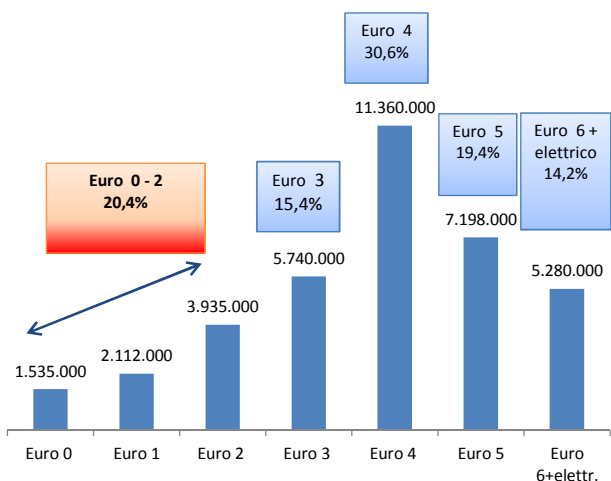 Euro 4
30,6%
11.360.000
Euro 5
19,4%
Euro 6 +
elettrico
14,2%
Euro 0 - 2
20,4%
Euro 3
15,4%
7.198.000
5.740.000
5.280.000
3.935.000
2.112.000
1.535.000
Euro 0
Euro 1
Euro 2
Euro 3
Euro 4
Euro 5
Euro
6+elettr.